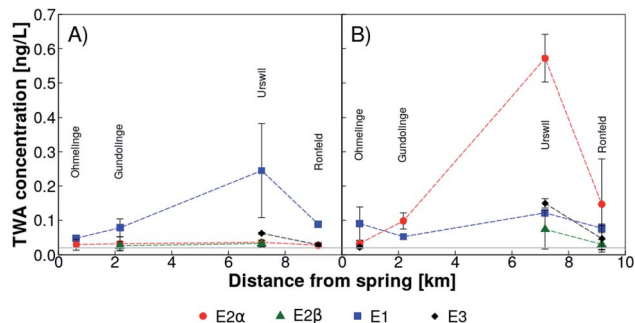 TWA concentration [ng/L]
0.7
0.6
0.5
0.4
0.3
0.2
0.1
0.0
A)
Ohmelinge
Gundolinge
Urswil
Ronfeld
B)
Ohmelinge
Gundolinge
Urswil
Ronfeld
0 2 4 6 8 0 2 4 6 8 10
Distance from spring [km]
E2α E2β E1 E3